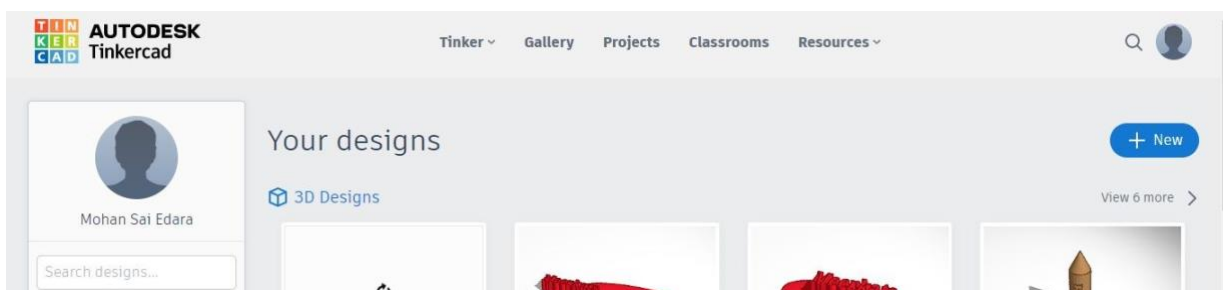 TIN
KER
CAD
AUTODESK
Tinkercad
Tinker
Gallery
Projects
Classrooms
Resources
Mohan Sai Edara
Search designs...
Your designs
+ New
3D Designs
View 6 more